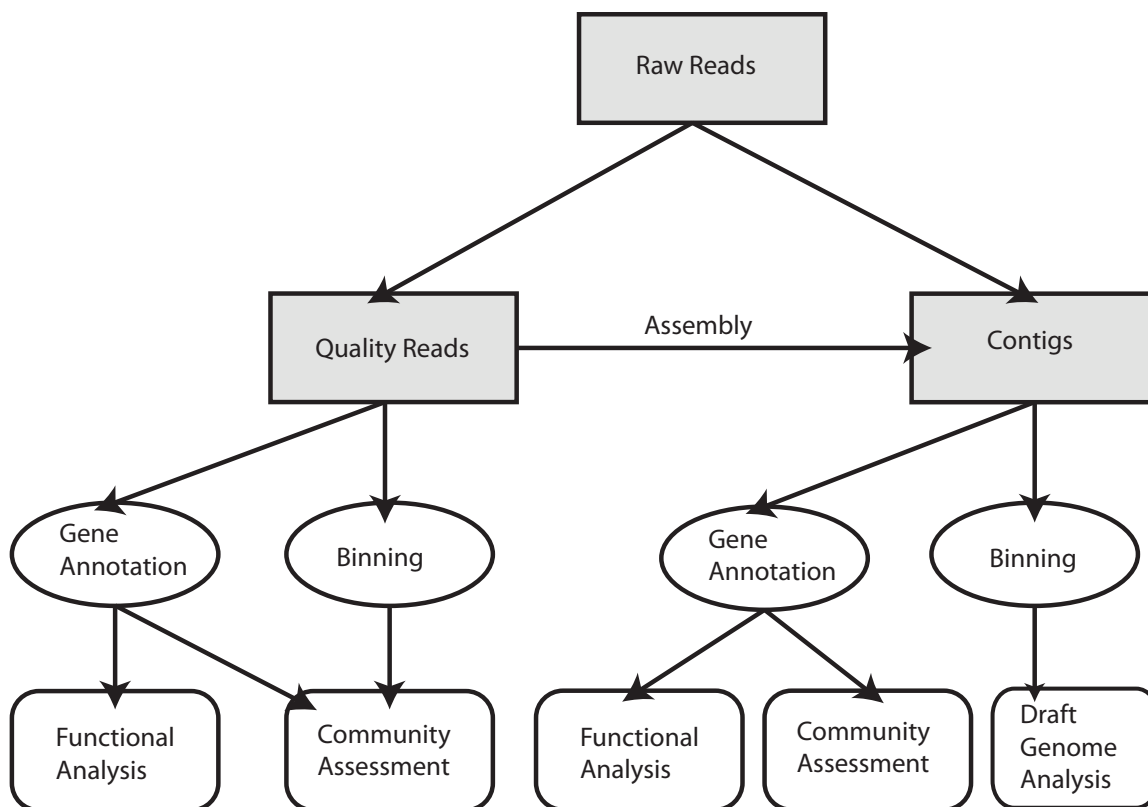 Raw Reads
Quality Reads
Assembly
Contigs
Gene
Annotation
Binning
Gene
Annotation
Binning
Functional
Analysis
Community
Assessment
Functional
Analysis
Community
Assessment
Draft
Genome
Analysis